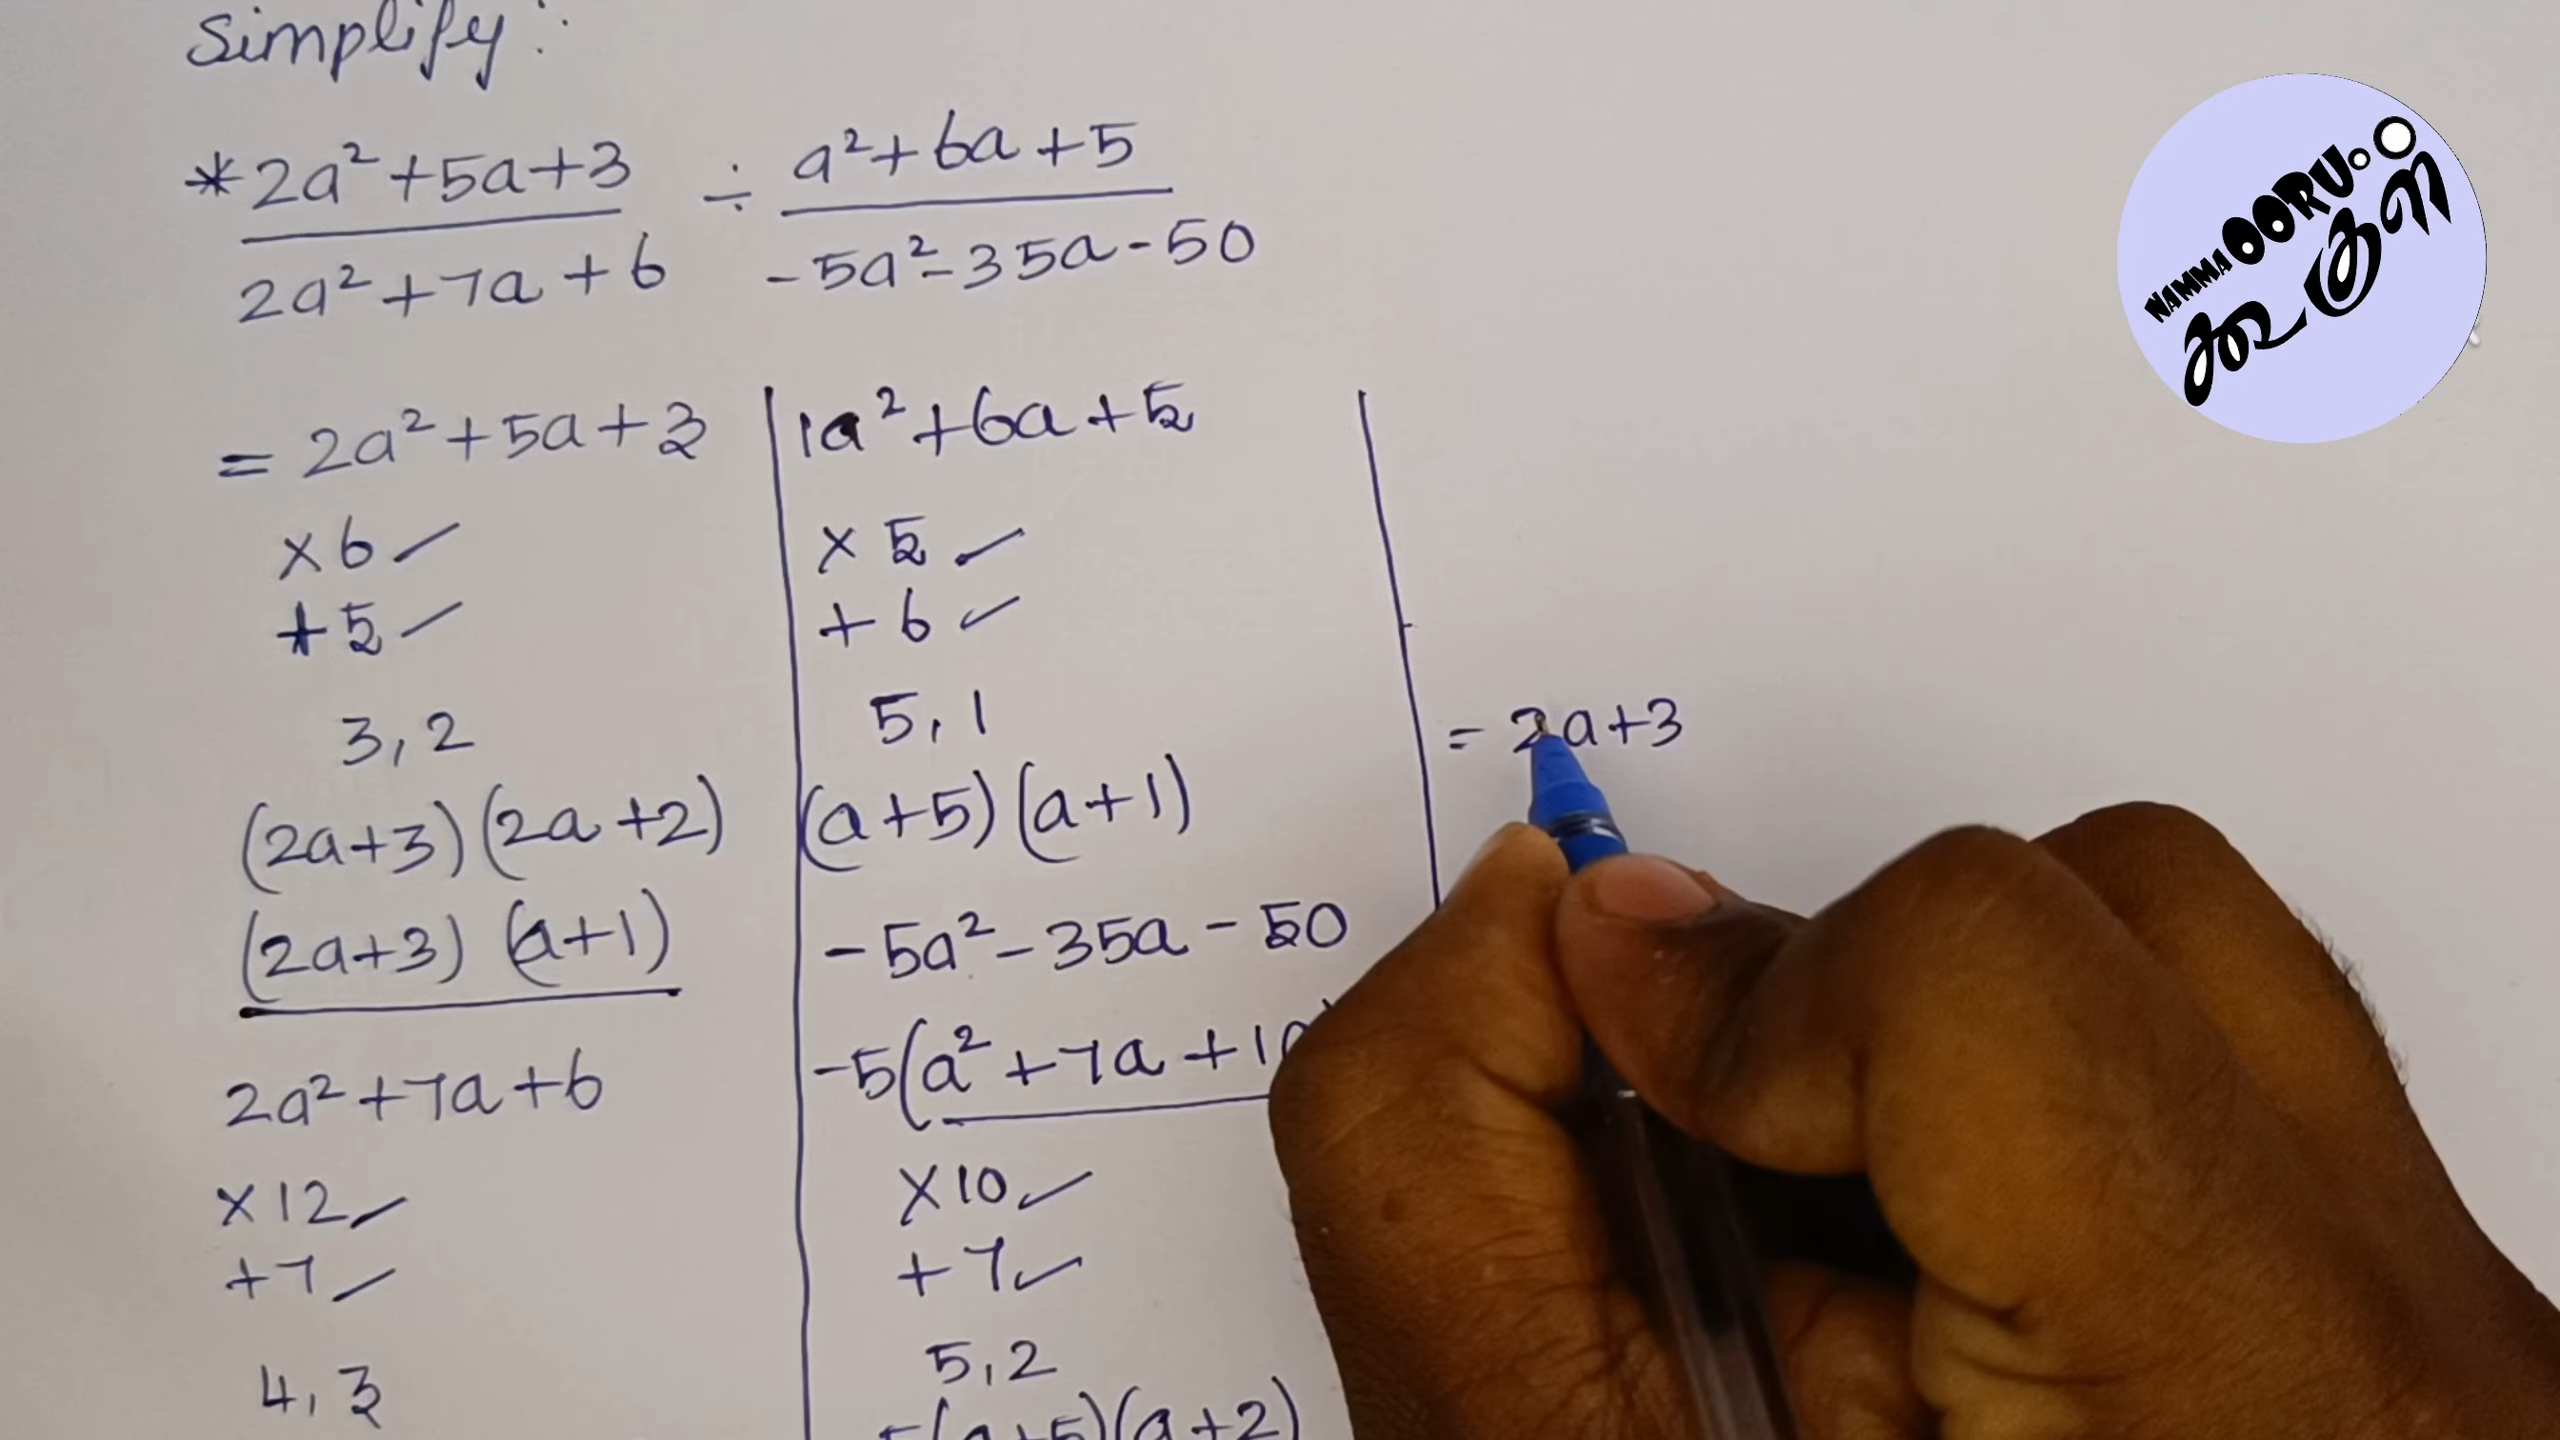 Simplify:
* 2a²+5a+3 ÷ a²+6a+5
2a²+7a+6 -5a²-35a-50
= 2a²+5a+3
×6 ✓
+5 ✓
3,2
(2a+3)(2a+2)
(2a+3)(a+1)
2a²+7a+6
×12 ✓
+7 ✓
4,3
1a²+6a+5
×5 ✓
+6 ✓
5,1
(a+5)(a+1)
-5a²-35a-50
-5(a²+7a+10)
×10 ✓
+7 ✓
5,2
(a+5)(a+2)
= 2a+3
NAMMA OORU